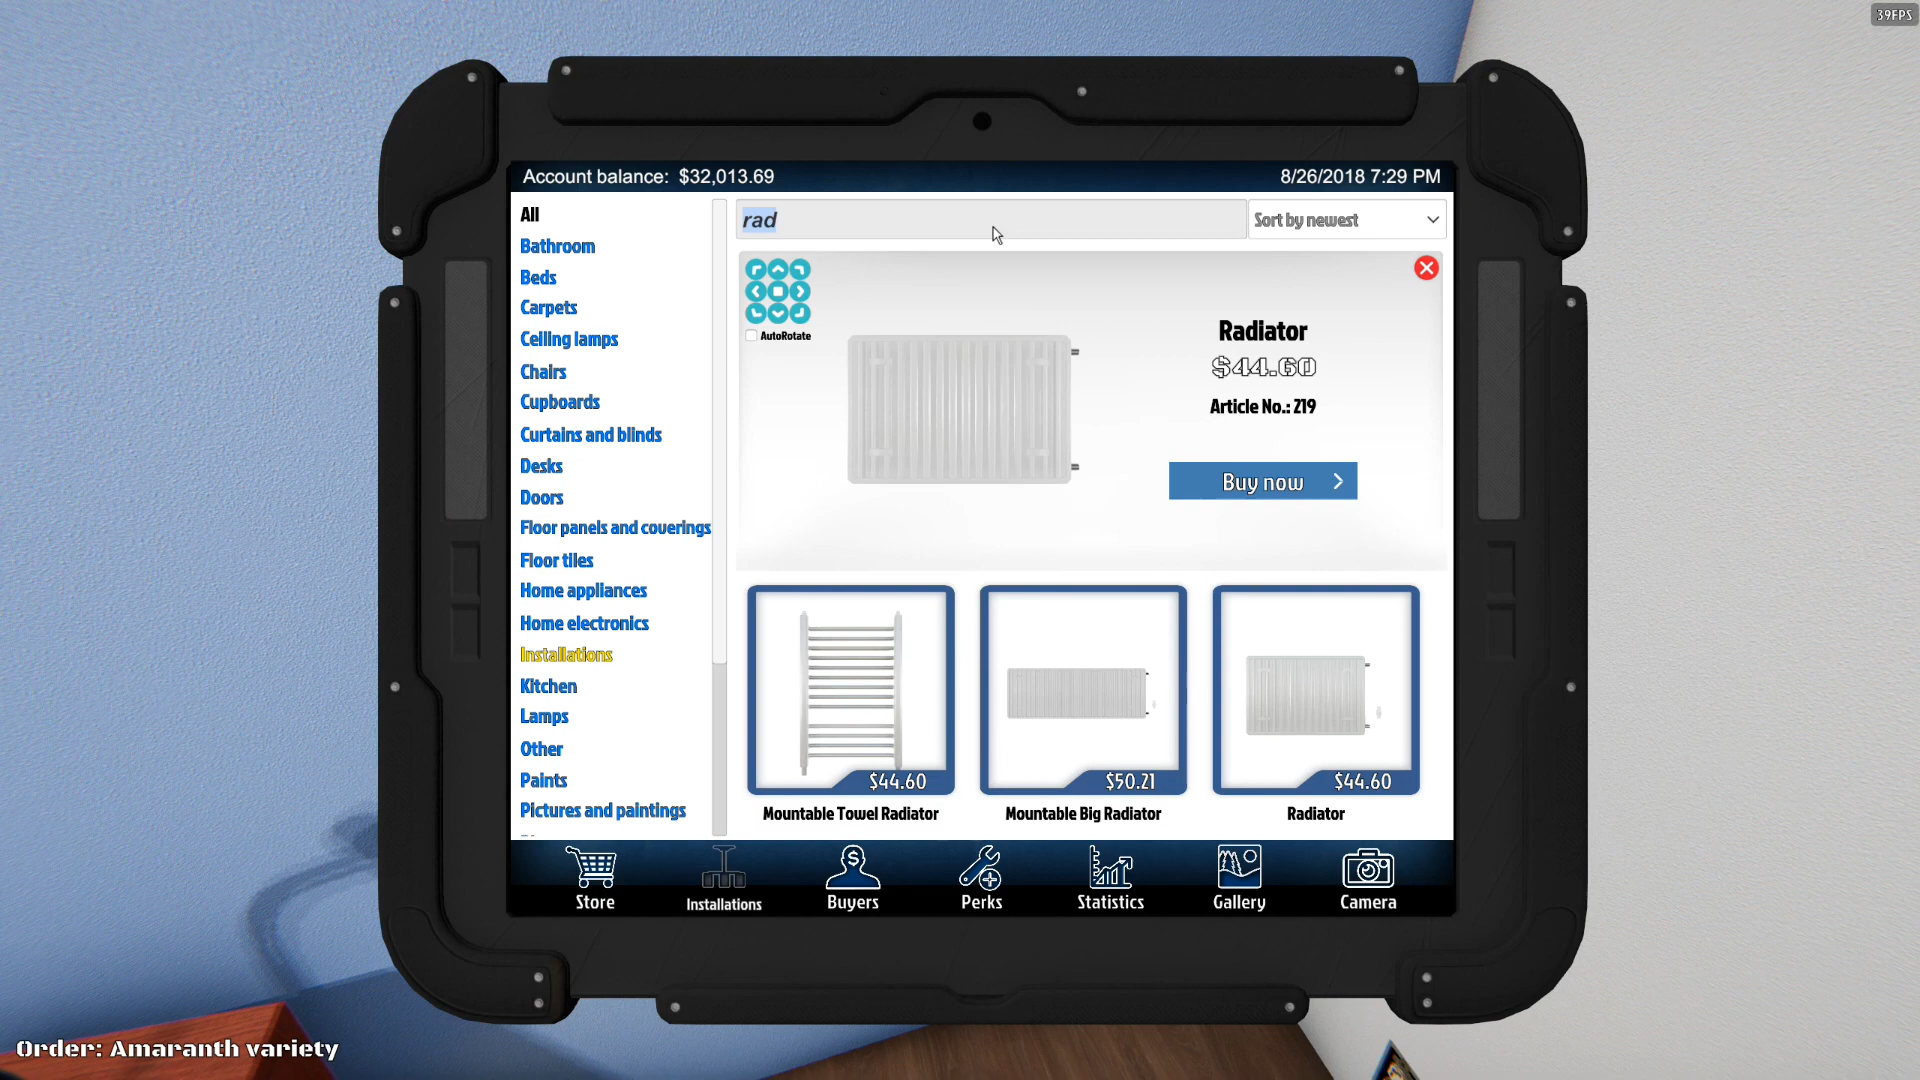 39FPS
Account balance: $32,013.69
8/26/2018 7:29 PM
All
Bathroom
Beds
Carpets
Ceiling lamps
Chairs
Cupboards
Curtains and blinds
Desks
Doors
Floor panels and coverings
Floor tiles
Home appliances
Home electronics
Installations
Kitchen
Lamps
Other
Paints
Pictures and paintings
rad
Sort by newest
AutoRotate
Radiator
$44.60
Article No.: 219
Buy now
$44.60
Mountable Towel Radiator
$50.21
Mountable Big Radiator
$44.60
Radiator
Store
Installations
Buyers
Perks
Statistics
Gallery
Camera
Order: Amaranth variety